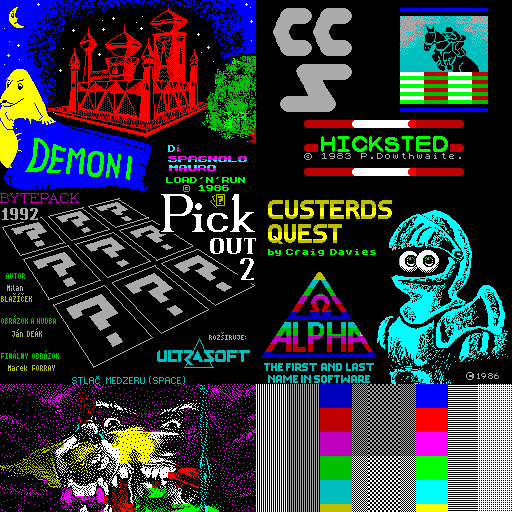 DEMONI
Di
SPAGNOLO
MAURO
LOAD'N'RUN
© 1986
CCS
HICKSTED
© 1983 P.Dowthwaite.
BYTEPACK
1992
Pick
OUT
2
AUTOR
Milan
BLAŽÍČEK
OBRÁZOK A HUDBA
Ján DEÁK
FINÁLNY OBRÁZOK
Marek FORRAY
ROZŠIRUJE:
ULTRASOFT
STLAČ MEDZERU (SPACE)
CUSTERDS
QUEST
by Craig Davies
Ω
ALPHA
THE FIRST AND LAST
NAME IN SOFTWARE
© 1986